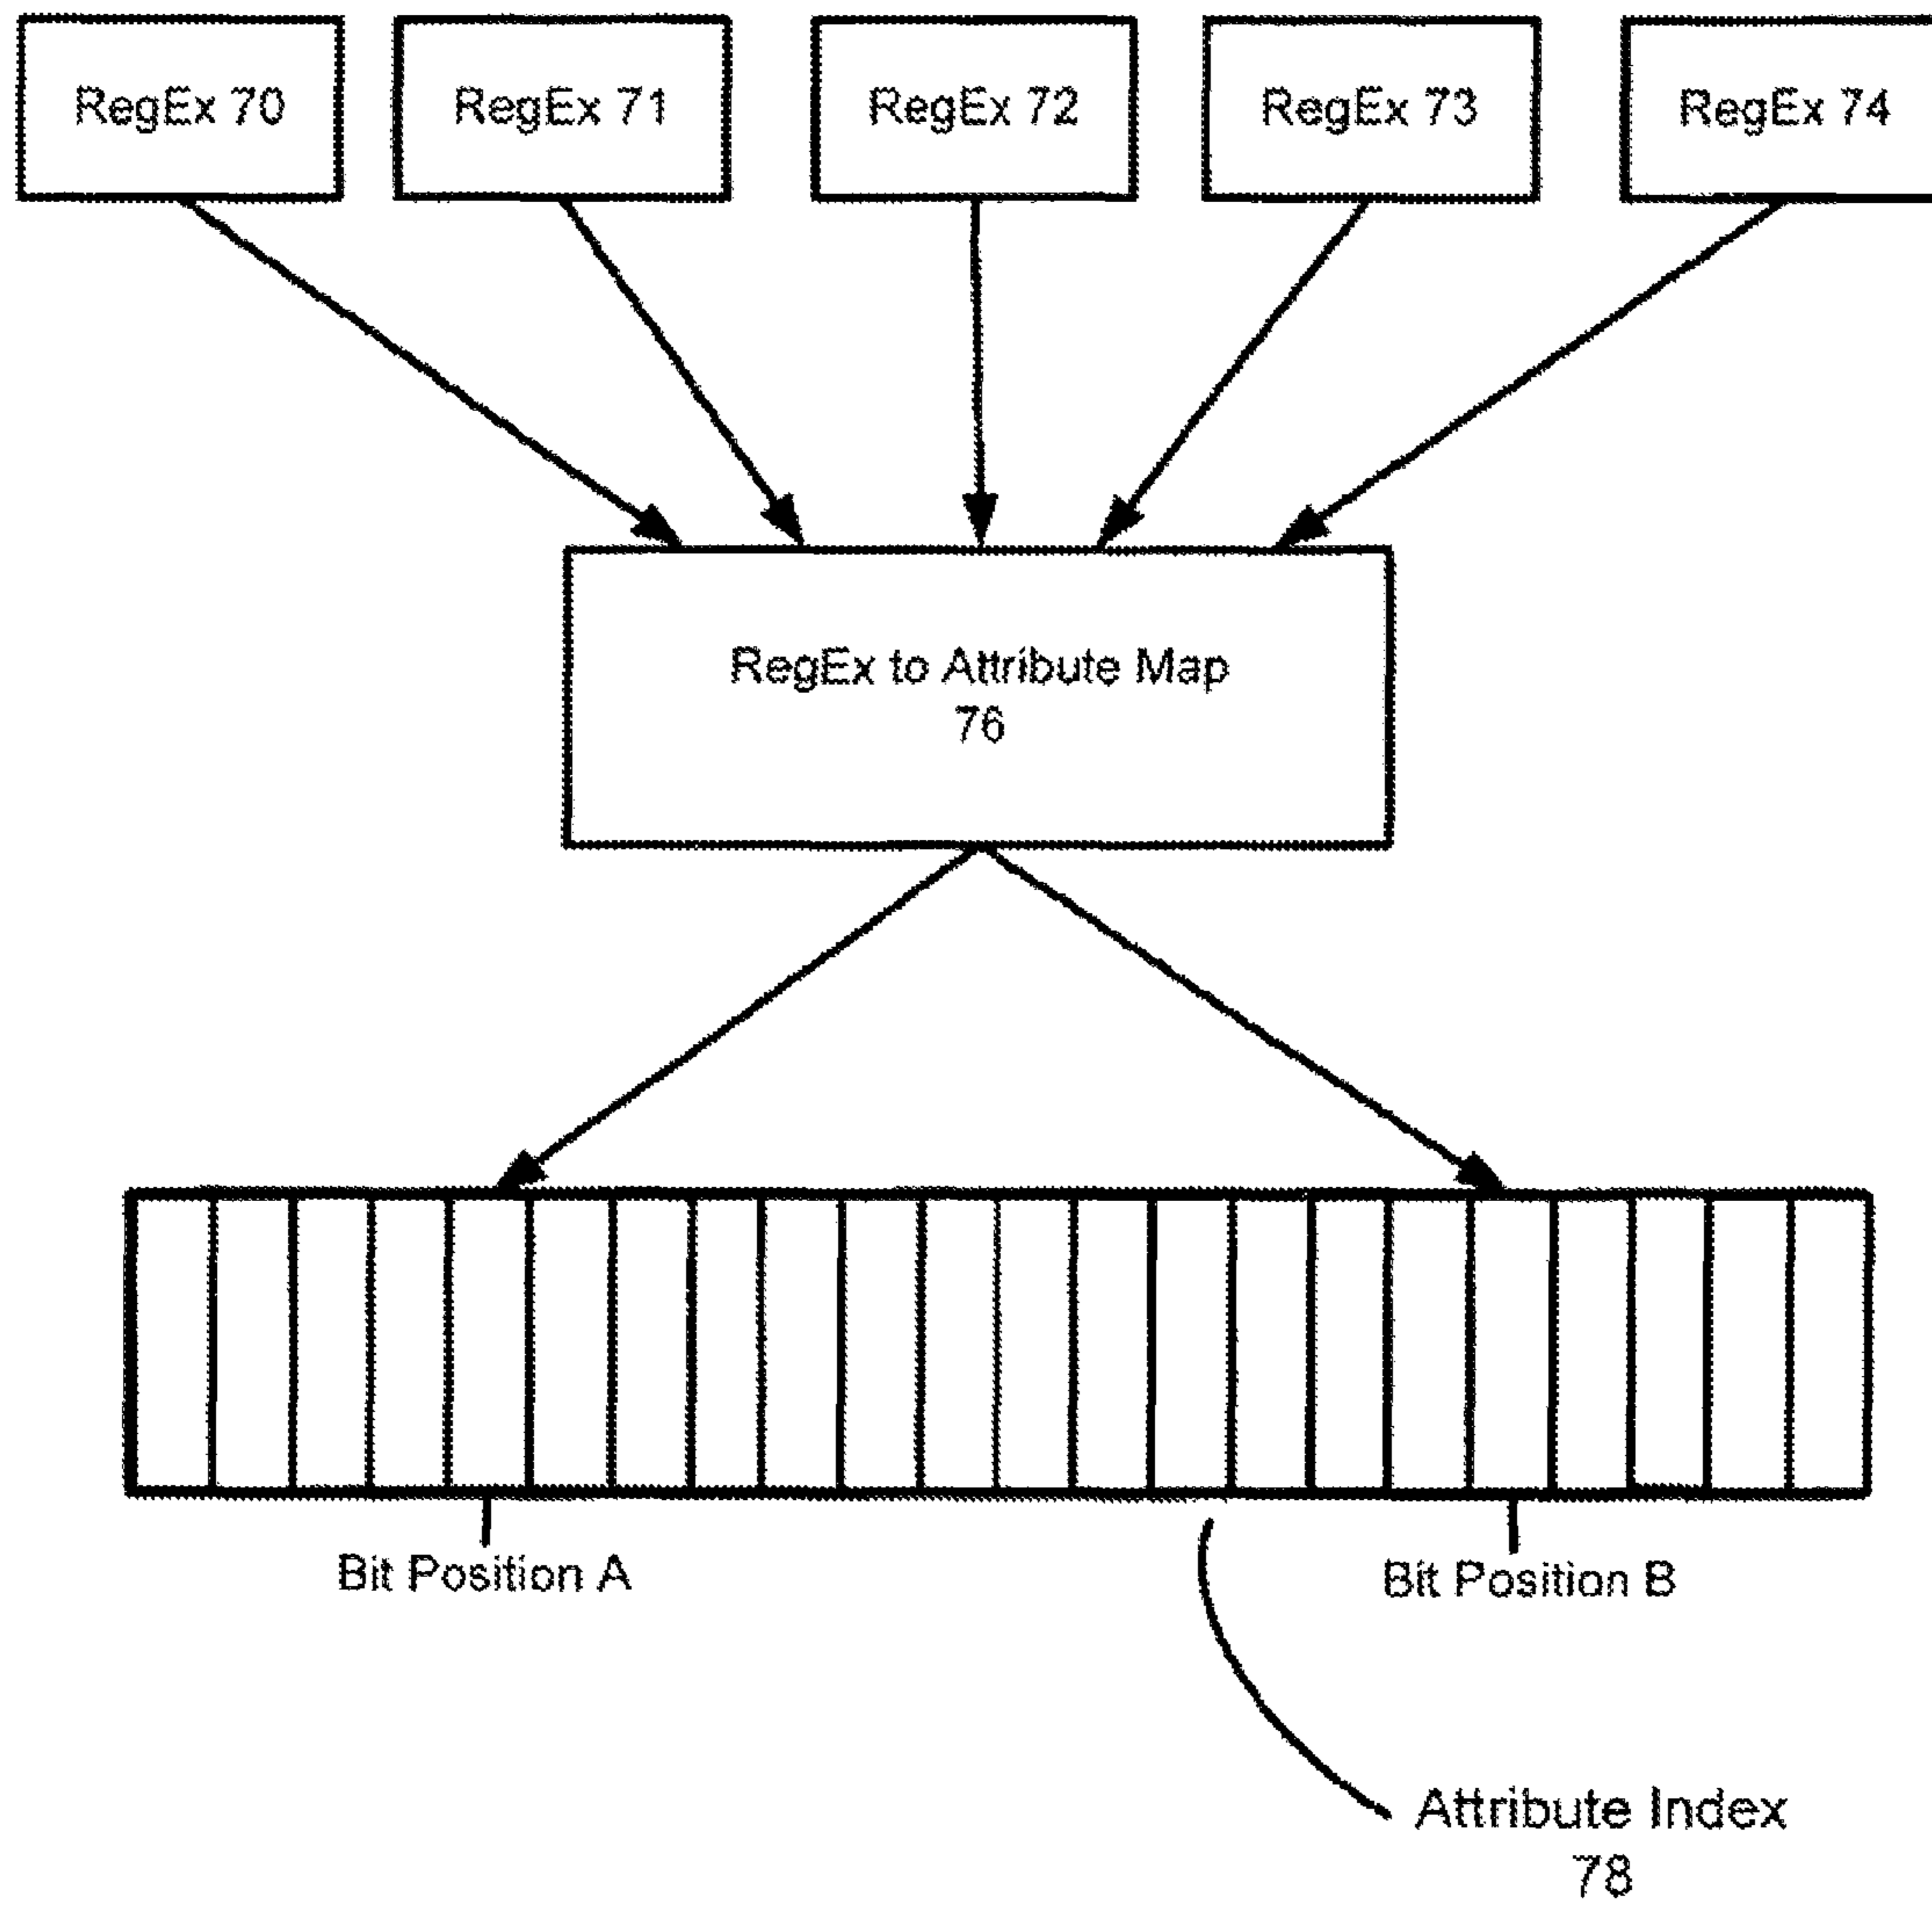 RegEx 70
RegEx 71
RegEx 72
RegEx 73
RegEx 74
RegEx to Attribute Map
76
Bit Position A
Bit Position B
Attribute Index
78